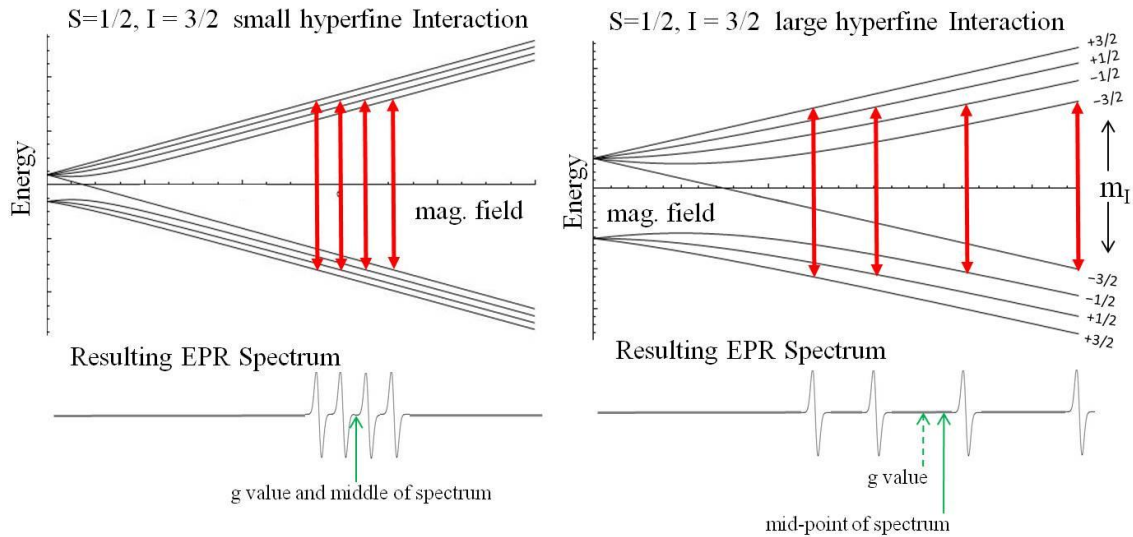 S=1/2, I = 3/2 small hyperfine Interaction
Energy
mag. field
Resulting EPR Spectrum
g value and middle of spectrum
S=1/2, I = 3/2 large hyperfine Interaction
+3/2
+1/2
−1/2
−3/2
Energy
mag. field
mI
−3/2
−1/2
+1/2
+3/2
Resulting EPR Spectrum
g value
mid-point of spectrum